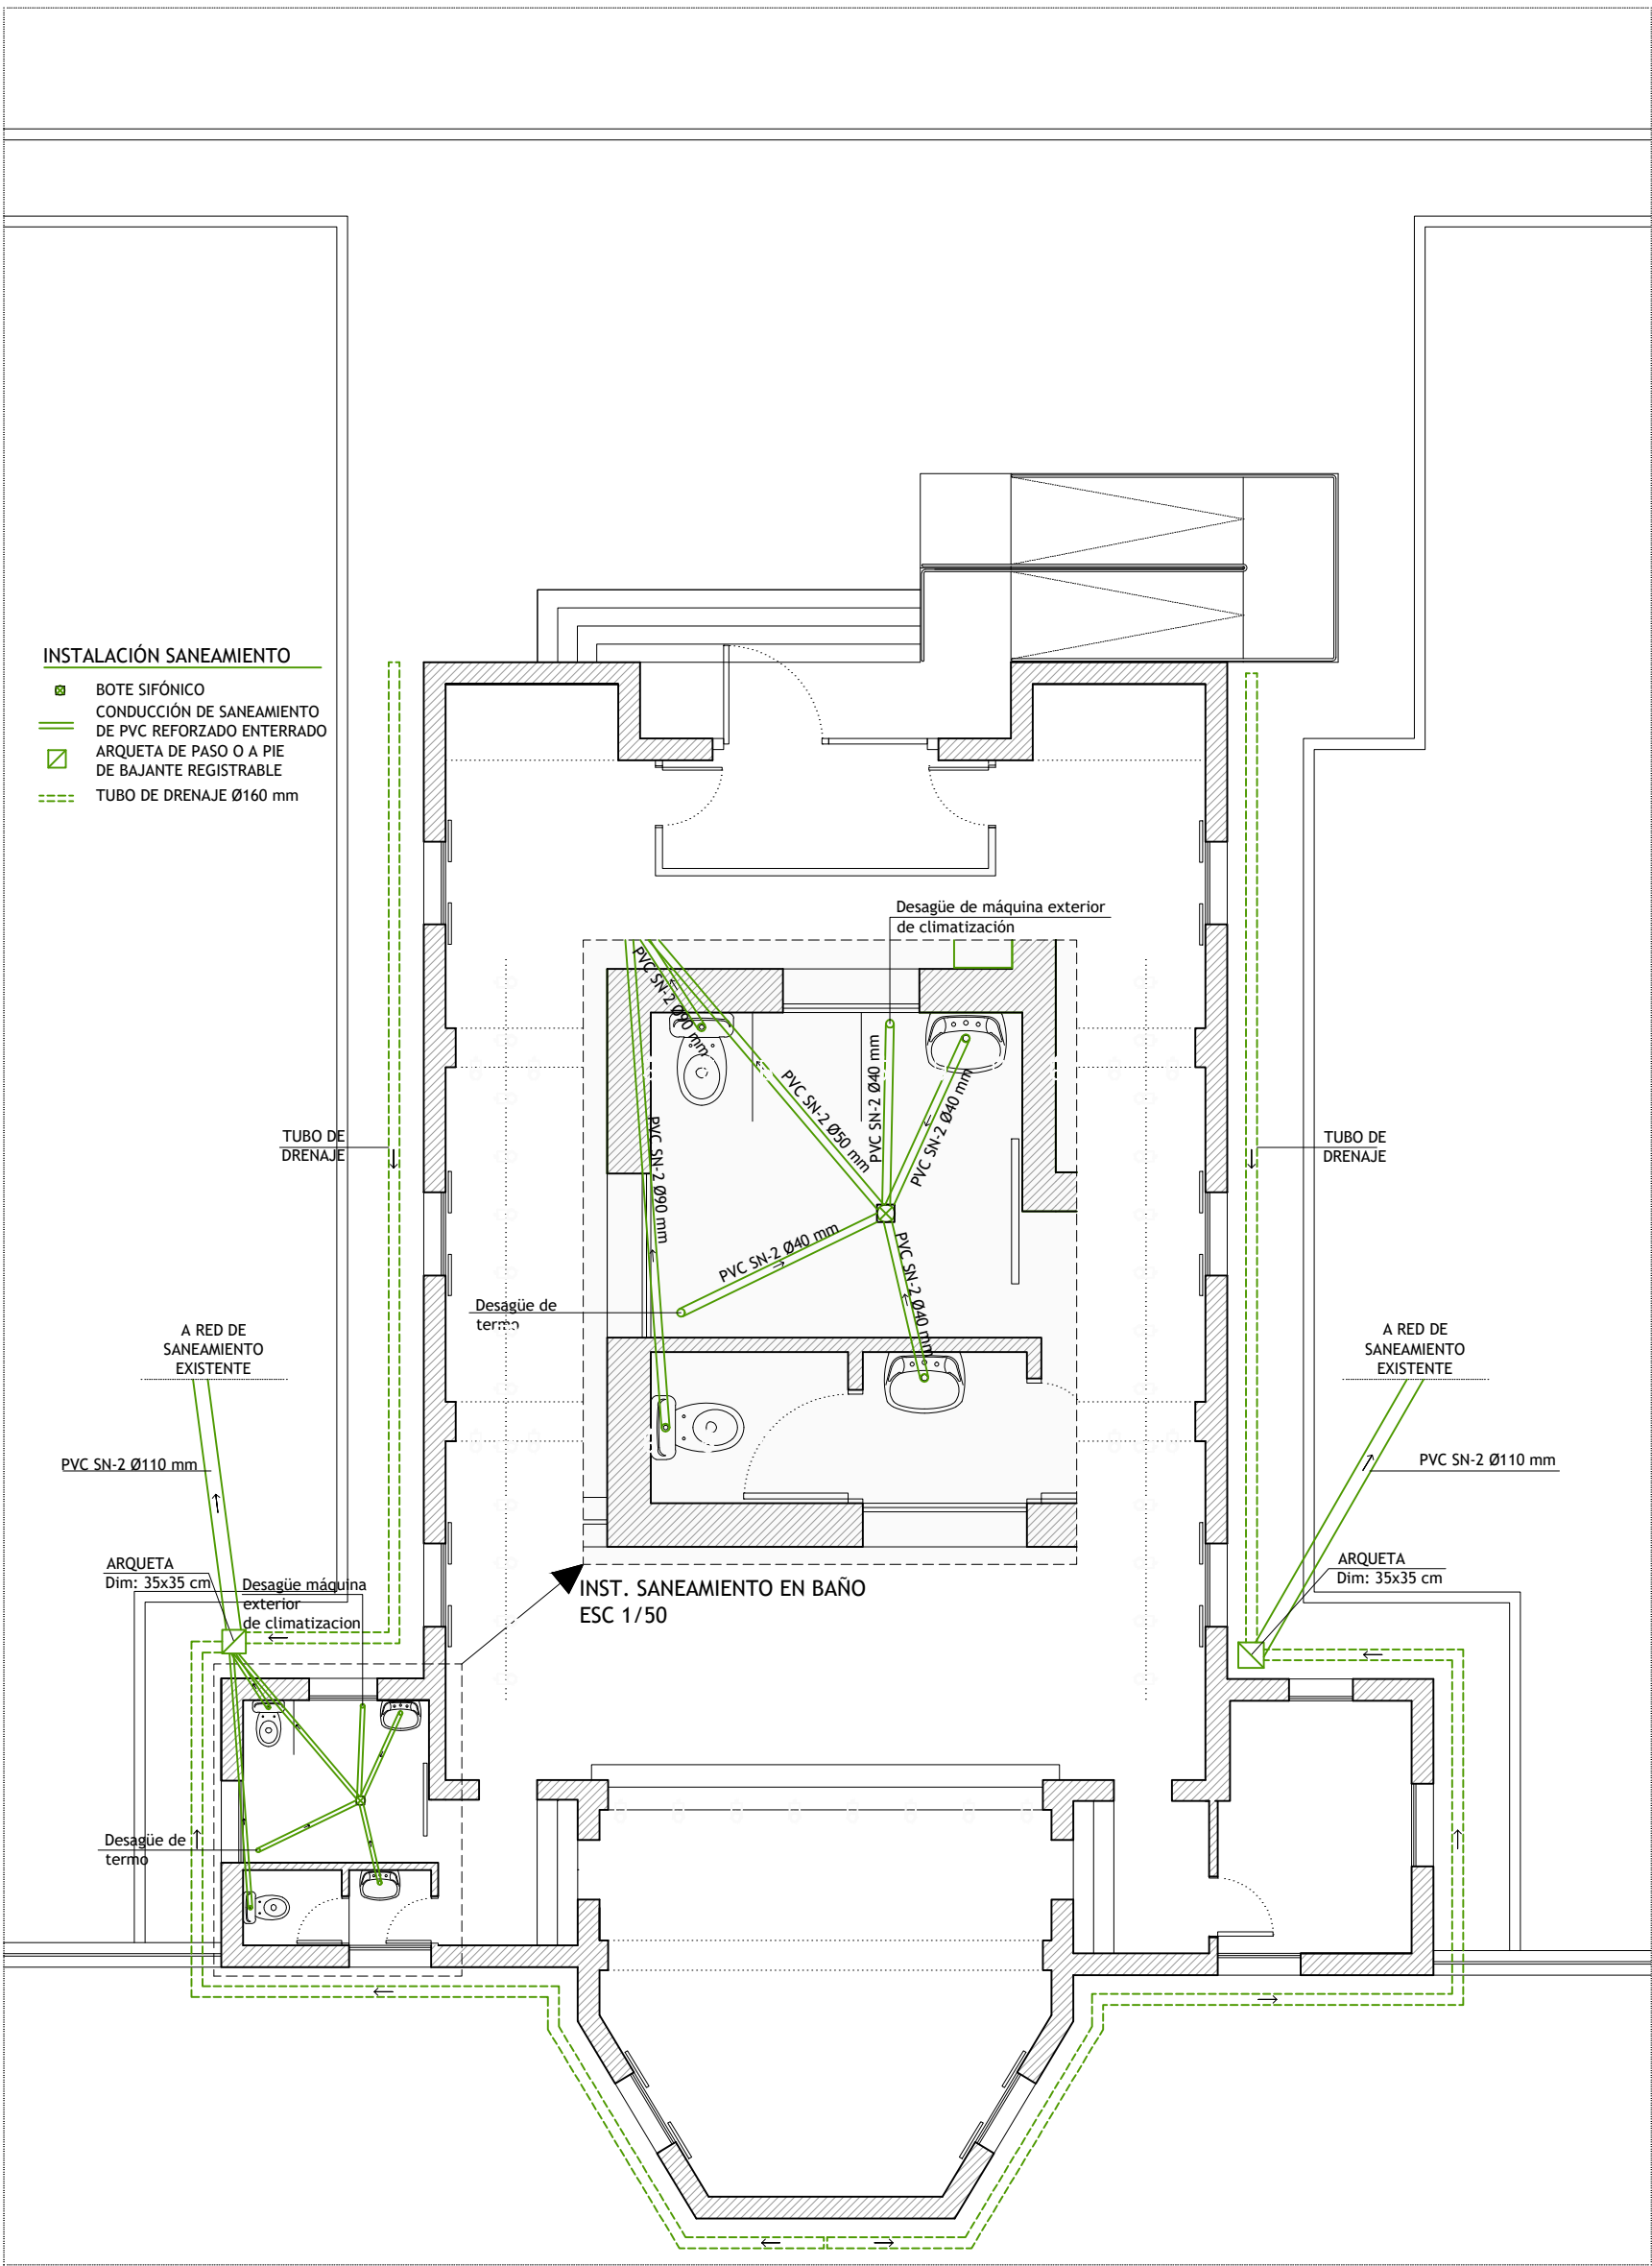 INSTALACIÓN SANEAMIENTO
BOTE SIFÓNICO
CONDUCCIÓN DE SANEAMIENTO
DE PVC REFORZADO ENTERRADO
ARQUETA DE PASO O A PIE
DE BAJANTE REGISTRABLE
TUBO DE DRENAJE Ø160 mm
Desagüe de máquina exterior
de climatización
PVC SN-2 Ø90 mm
PVC SN-2 Ø50 mm
PVC SN-2 Ø40 mm
PVC SN-2 Ø40 mm
PVC SN-2 Ø90 mm
PVC SN-2 Ø40 mm
PVC SN-2 Ø40 mm
TUBO DE
DRENAJE
TUBO DE
DRENAJE
Desagüe de
termo
A RED DE
SANEAMIENTO
EXISTENTE
A RED DE
SANEAMIENTO
EXISTENTE
PVC SN-2 Ø110 mm
PVC SN-2 Ø110 mm
ARQUETA
Dim: 35x35 cm
Desagüe máquina
exterior
de climatizacion
INST. SANEAMIENTO EN BAÑO
ESC 1/50
ARQUETA
Dim: 35x35 cm
Desagüe de
termo